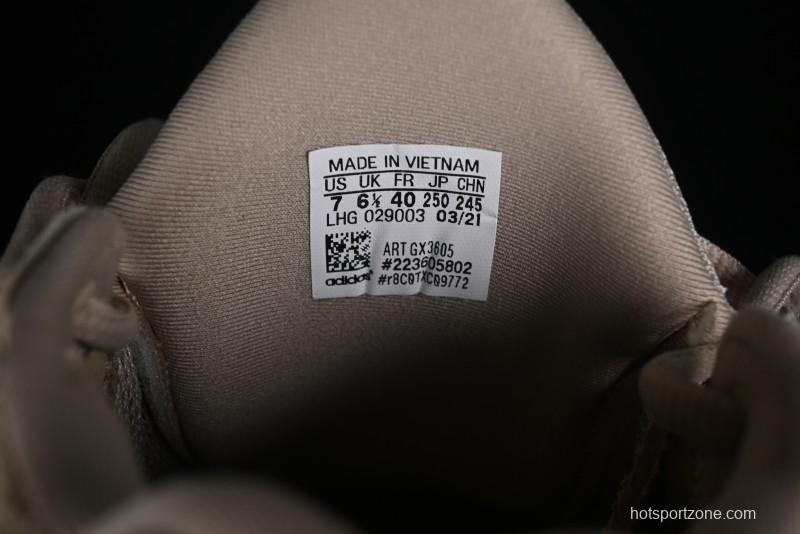 MADE IN VIETNAM
US UK FR JP CHN
7 6½ 40 250 245
LHG 029003 03/21
ART GX3605
#223605802
#r8C0TXC09772
adidas
hotsportzone.com